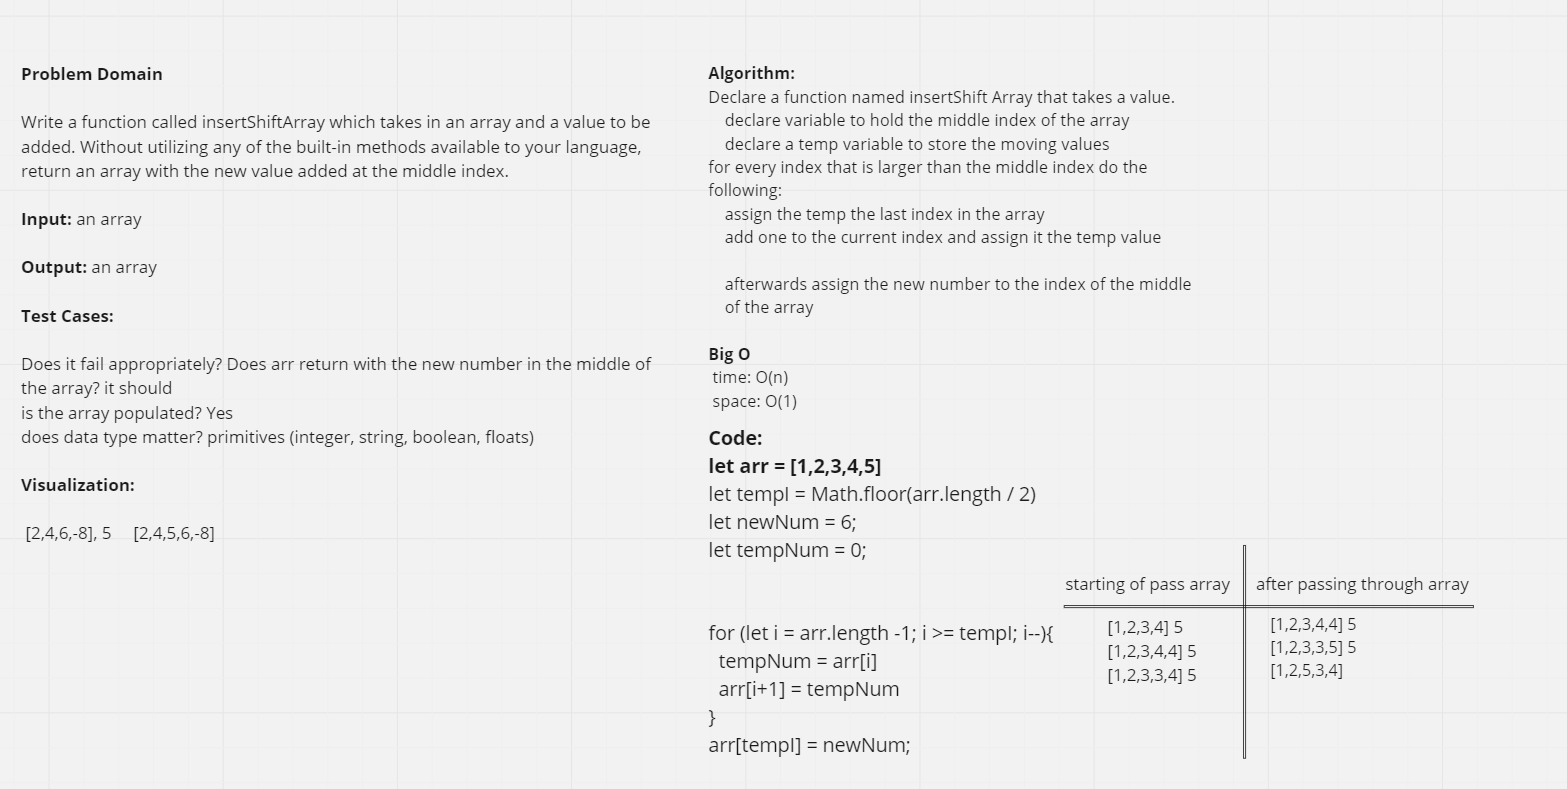 Problem Domain
Write a function called insertShiftArray which takes in an array and a value to be
added. Without utilizing any of the built-in methods available to your language,
return an array with the new value added at the middle index.
Input: an array
Output: an array
Test Cases:
Does it fail appropriately? Does arr return with the new number in the middle of
the array? it should
is the array populated? Yes
does data type matter? primitives (integer, string, boolean, floats)
Visualization:
[2,4,6,-8], 5 [2,4,5,6,-8]
Algorithm:
Declare a function named insertShift Array that takes a value.
declare variable to hold the middle index of the array
declare a temp variable to store the moving values
for every index that is larger than the middle index do the
following:
assign the temp the last index in the array
add one to the current index and assign it the temp value
afterwards assign the new number to the index of the middle
of the array
Big O
time: O(n)
space: O(1)
Code:
let arr = [1,2,3,4,5]
let tempI = Math.floor(arr.length / 2)
let newNum = 6;
let tempNum = 0;
for (let i = arr.length -1; i >= tempI; i--){
tempNum = arr[i]
arr[i+1] = tempNum
}
arr[tempI] = newNum;
starting of pass array
after passing through array
[1,2,3,4] 5
[1,2,3,4,4] 5
[1,2,3,3,4] 5
[1,2,3,4,4] 5
[1,2,3,3,5] 5
[1,2,5,3,4]